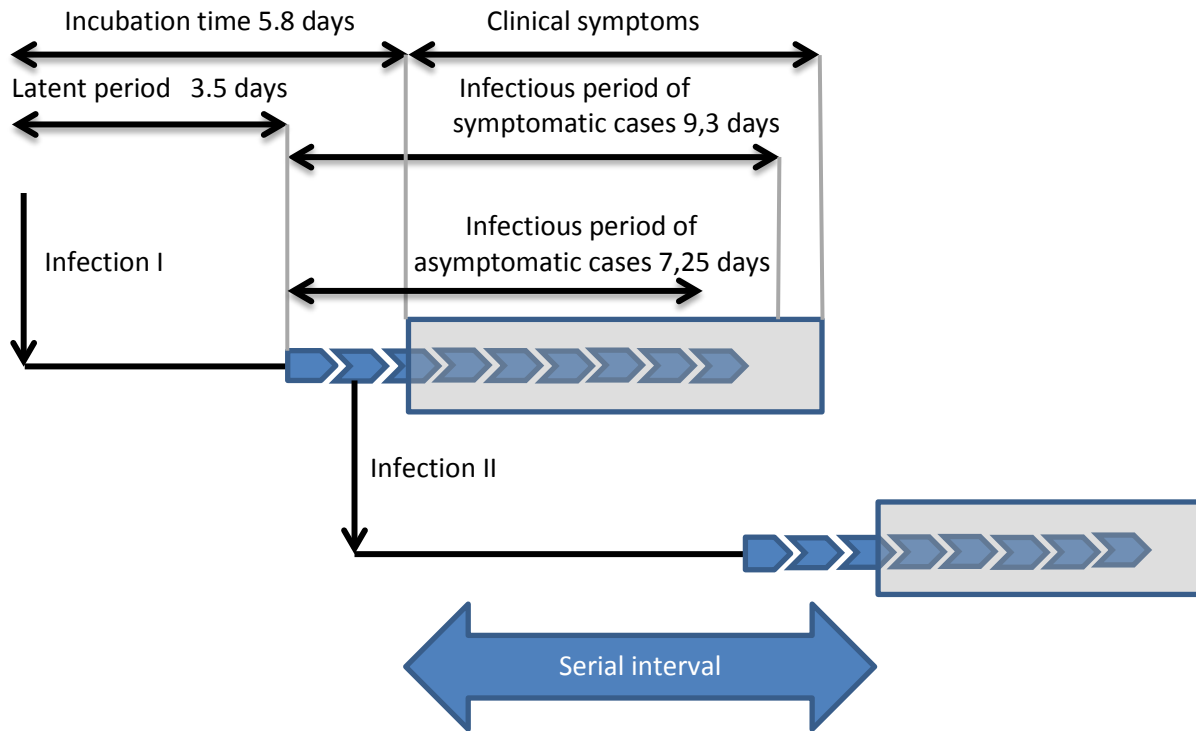 Incubation time 5.8 days
Clinical symptoms
Latent period 3.5 days
Infectious period of
symptomatic cases 9,3 days
Infectious period of
asymptomatic cases 7,25 days
Infection I
Infection II
Serial interval